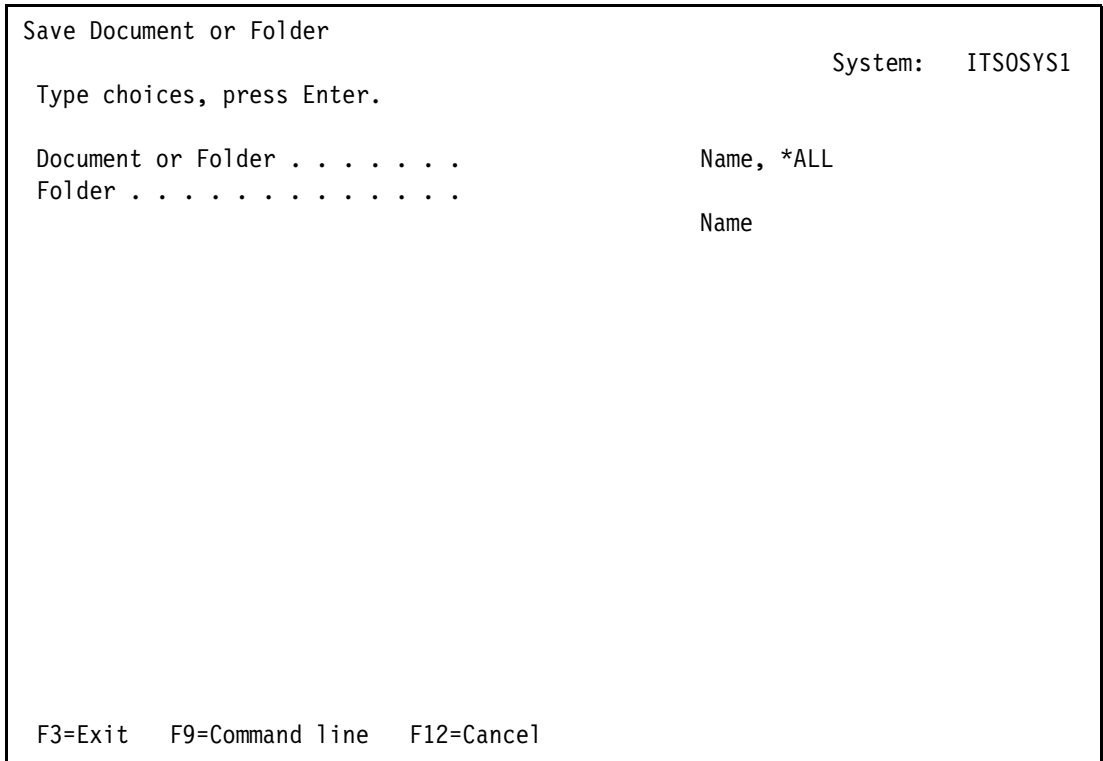 Save Document or Folder
System: ITSOSYS1
Type choices, press Enter.
Document or Folder . . . . . . . Name, *ALL
Folder . . . . . . . . . . . . .
Name
F3=Exit F9=Command line F12=Cancel